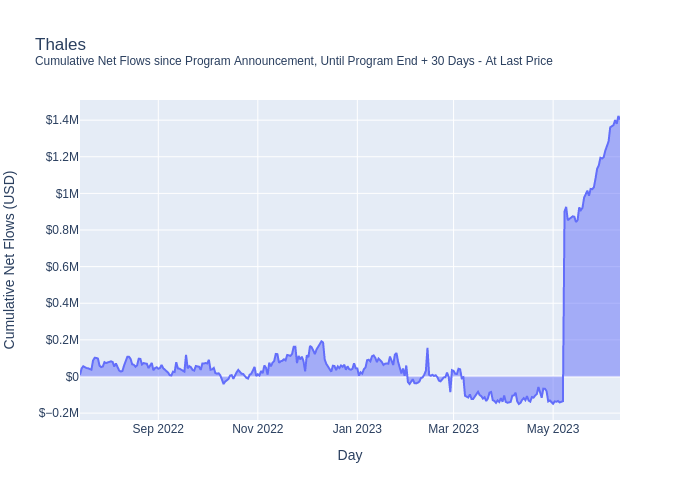 Thales
Cumulative Net Flows since Program Announcement, Until Program End + 30 Days - At Last Price
Cumulative Net Flows (USD)
$1.4M
$1.2M
$1M
$0.8M
$0.6M
$0.4M
$0.2M
$0
$−0.2M
Sep 2022
Nov 2022
Jan 2023
Mar 2023
May 2023
Day